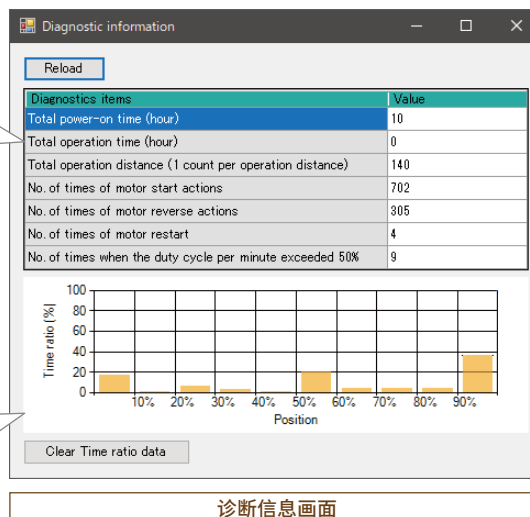 Diagnostic information
Reload
Diagnostics items Value
Total power-on time (hour) 10
Total operation time (hour) 0
Total operation distance (1 count per operation distance) 140
No. of times of motor start actions 702
No. of times of motor reverse actions 305
No. of times of motor restart 4
No. of times when the duty cycle per minute exceeded 50% 9
Time ratio [%]
100
80
60
40
20
0
10% 20% 30% 40% 50% 60% 70% 80% 90%
Position
Clear Time ratio data
诊断信息画面